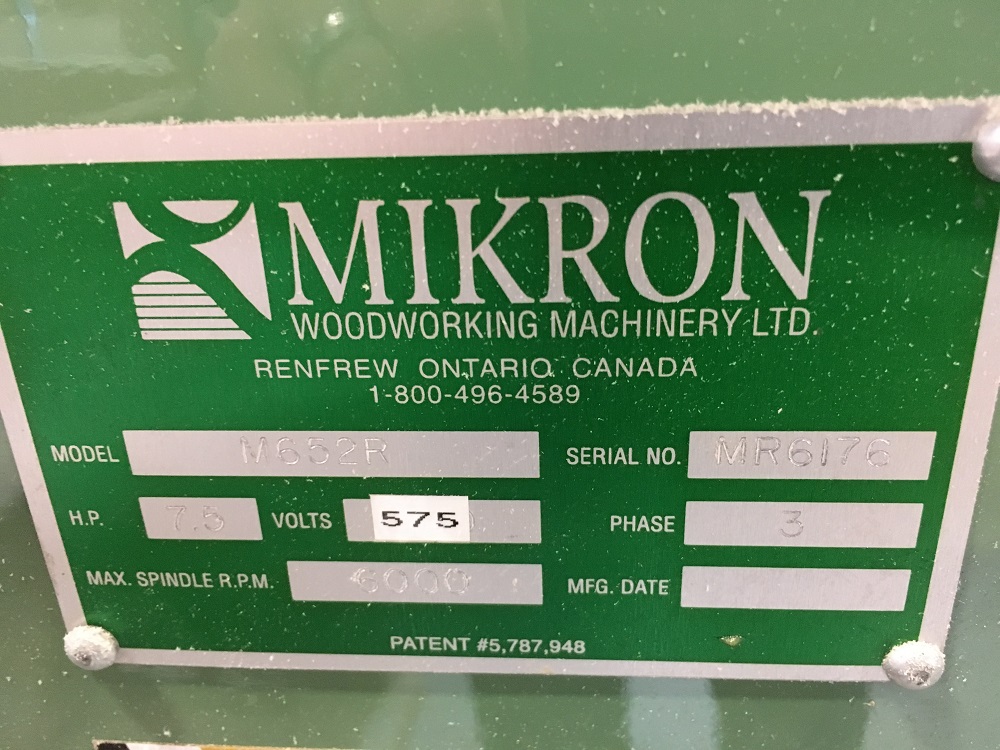 MIKRON
WOODWORKING MACHINERY LTD.
RENFREW ONTARIO CANADA
1-800-496-4589
MODEL M652R SERIAL NO. MR6176
H.P. 7.5 VOLTS 575 PHASE 3
MAX. SPINDLE R.P.M. 6000 MFG. DATE
PATENT #5,787,948